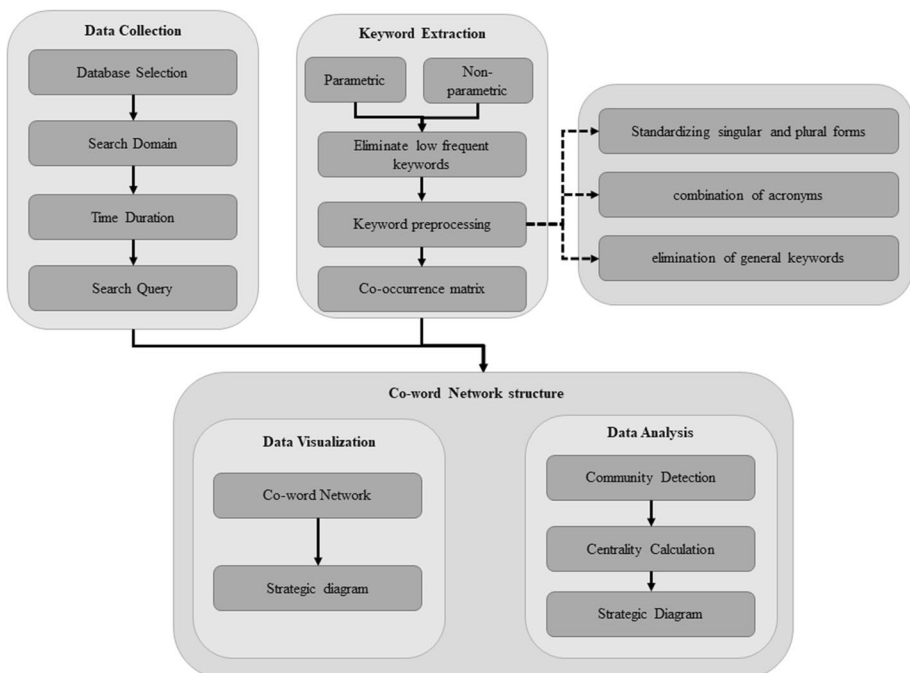 Data Collection
Database Selection
Search Domain
Time Duration
Search Query
Keyword Extraction
Parametric
Non-
parametric
Eliminate low frequent
keywords
Keyword preprocessing
Co-occurrence matrix
Standardizing singular and plural forms
combination of acronyms
elimination of general keywords
Co-word Network structure
Data Visualization
Co-word Network
Strategic diagram
Data Analysis
Community Detection
Centrality Calculation
Strategic Diagram